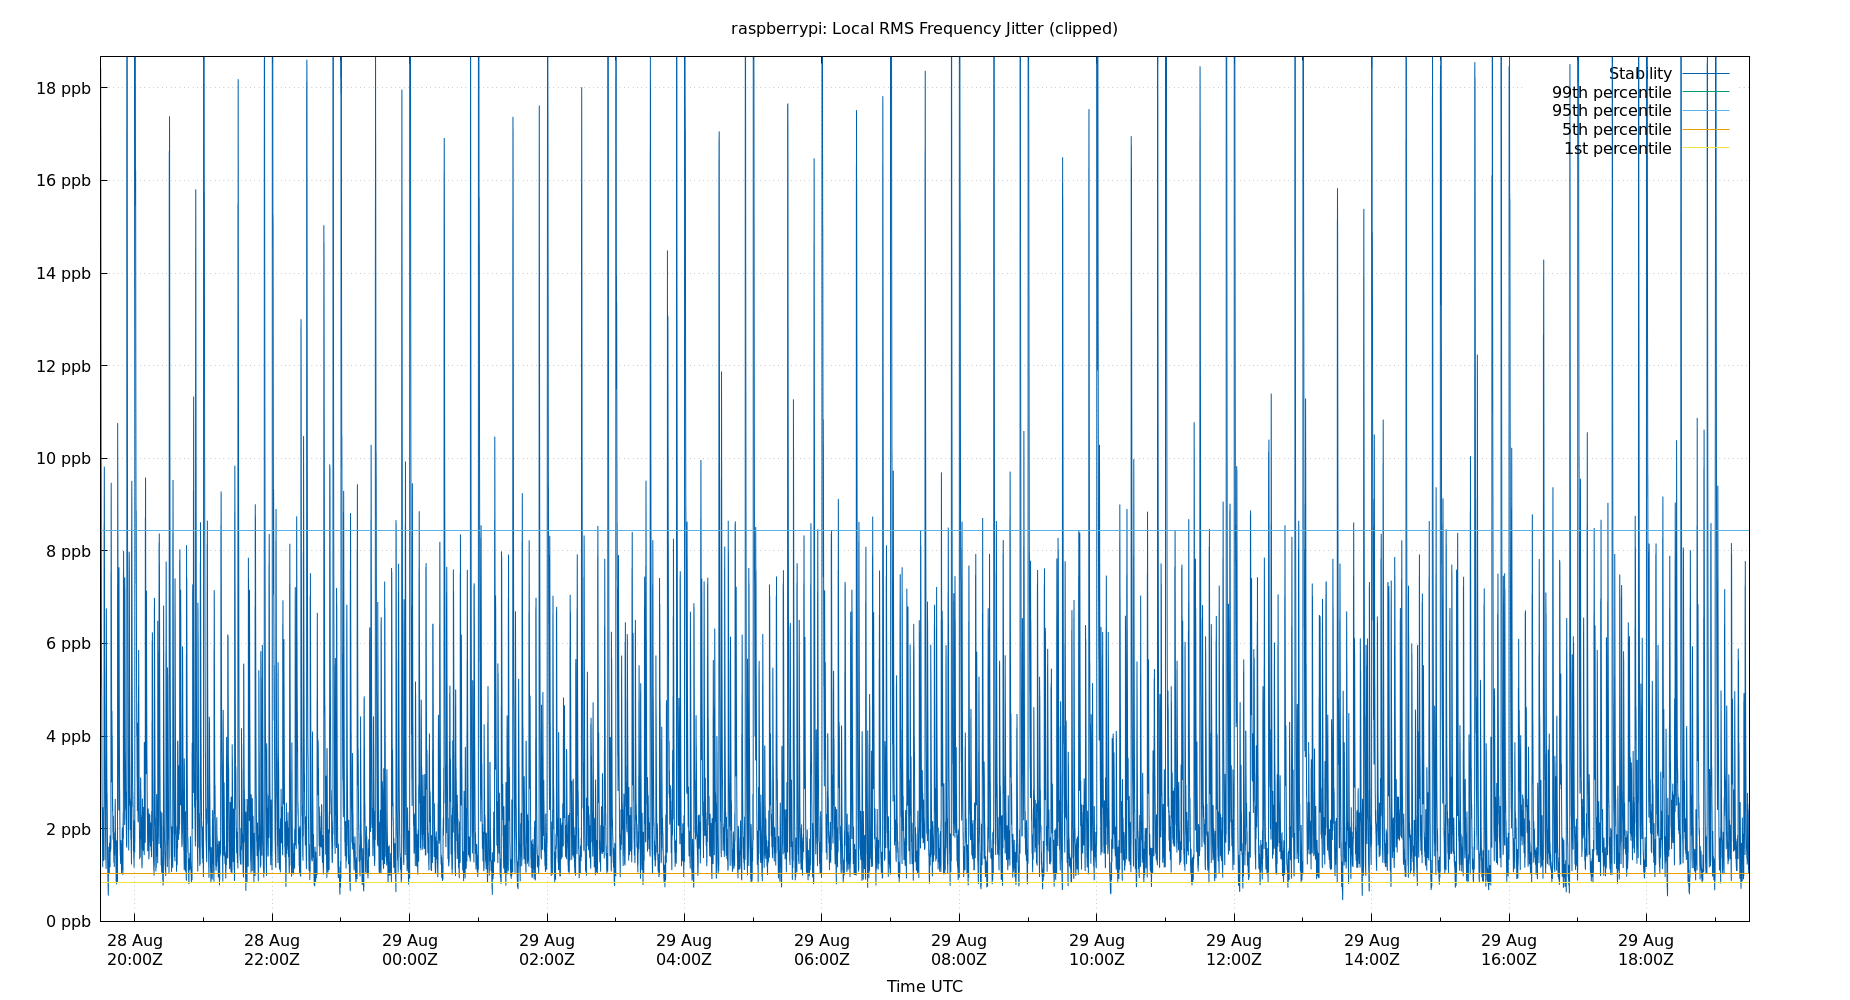 raspberrypi: Local RMS Frequency Jitter (clipped)
18 ppb
16 ppb
14 ppb
12 ppb
10 ppb
8 ppb
6 ppb
4 ppb
2 ppb
0 ppb
Stability
99th percentile
95th percentile
5th percentile
1st percentile
28 Aug 28 Aug 29 Aug 29 Aug 29 Aug 29 Aug 29 Aug 29 Aug 29 Aug 29 Aug 29 Aug 29 Aug
20:00Z 22:00Z 00:00Z 02:00Z 04:00Z 06:00Z 08:00Z 10:00Z 12:00Z 14:00Z 16:00Z 18:00Z
Time UTC